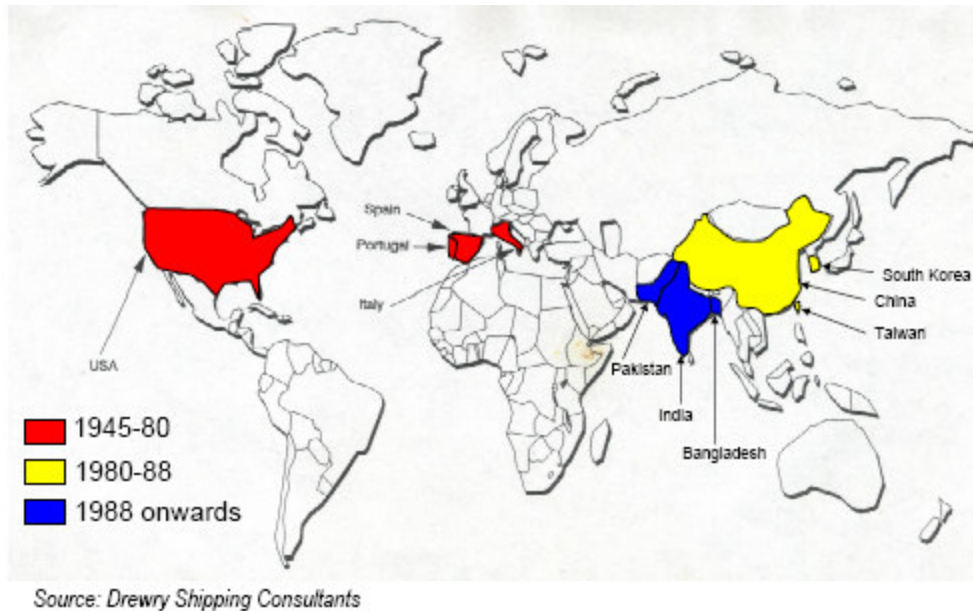 Spain
Portugal
Italy
USA
South Korea
China
Taiwan
Pakistan
India
Bangladesh
1945-80
1980-88
1988 onwards
Source: Drewry Shipping Consultants